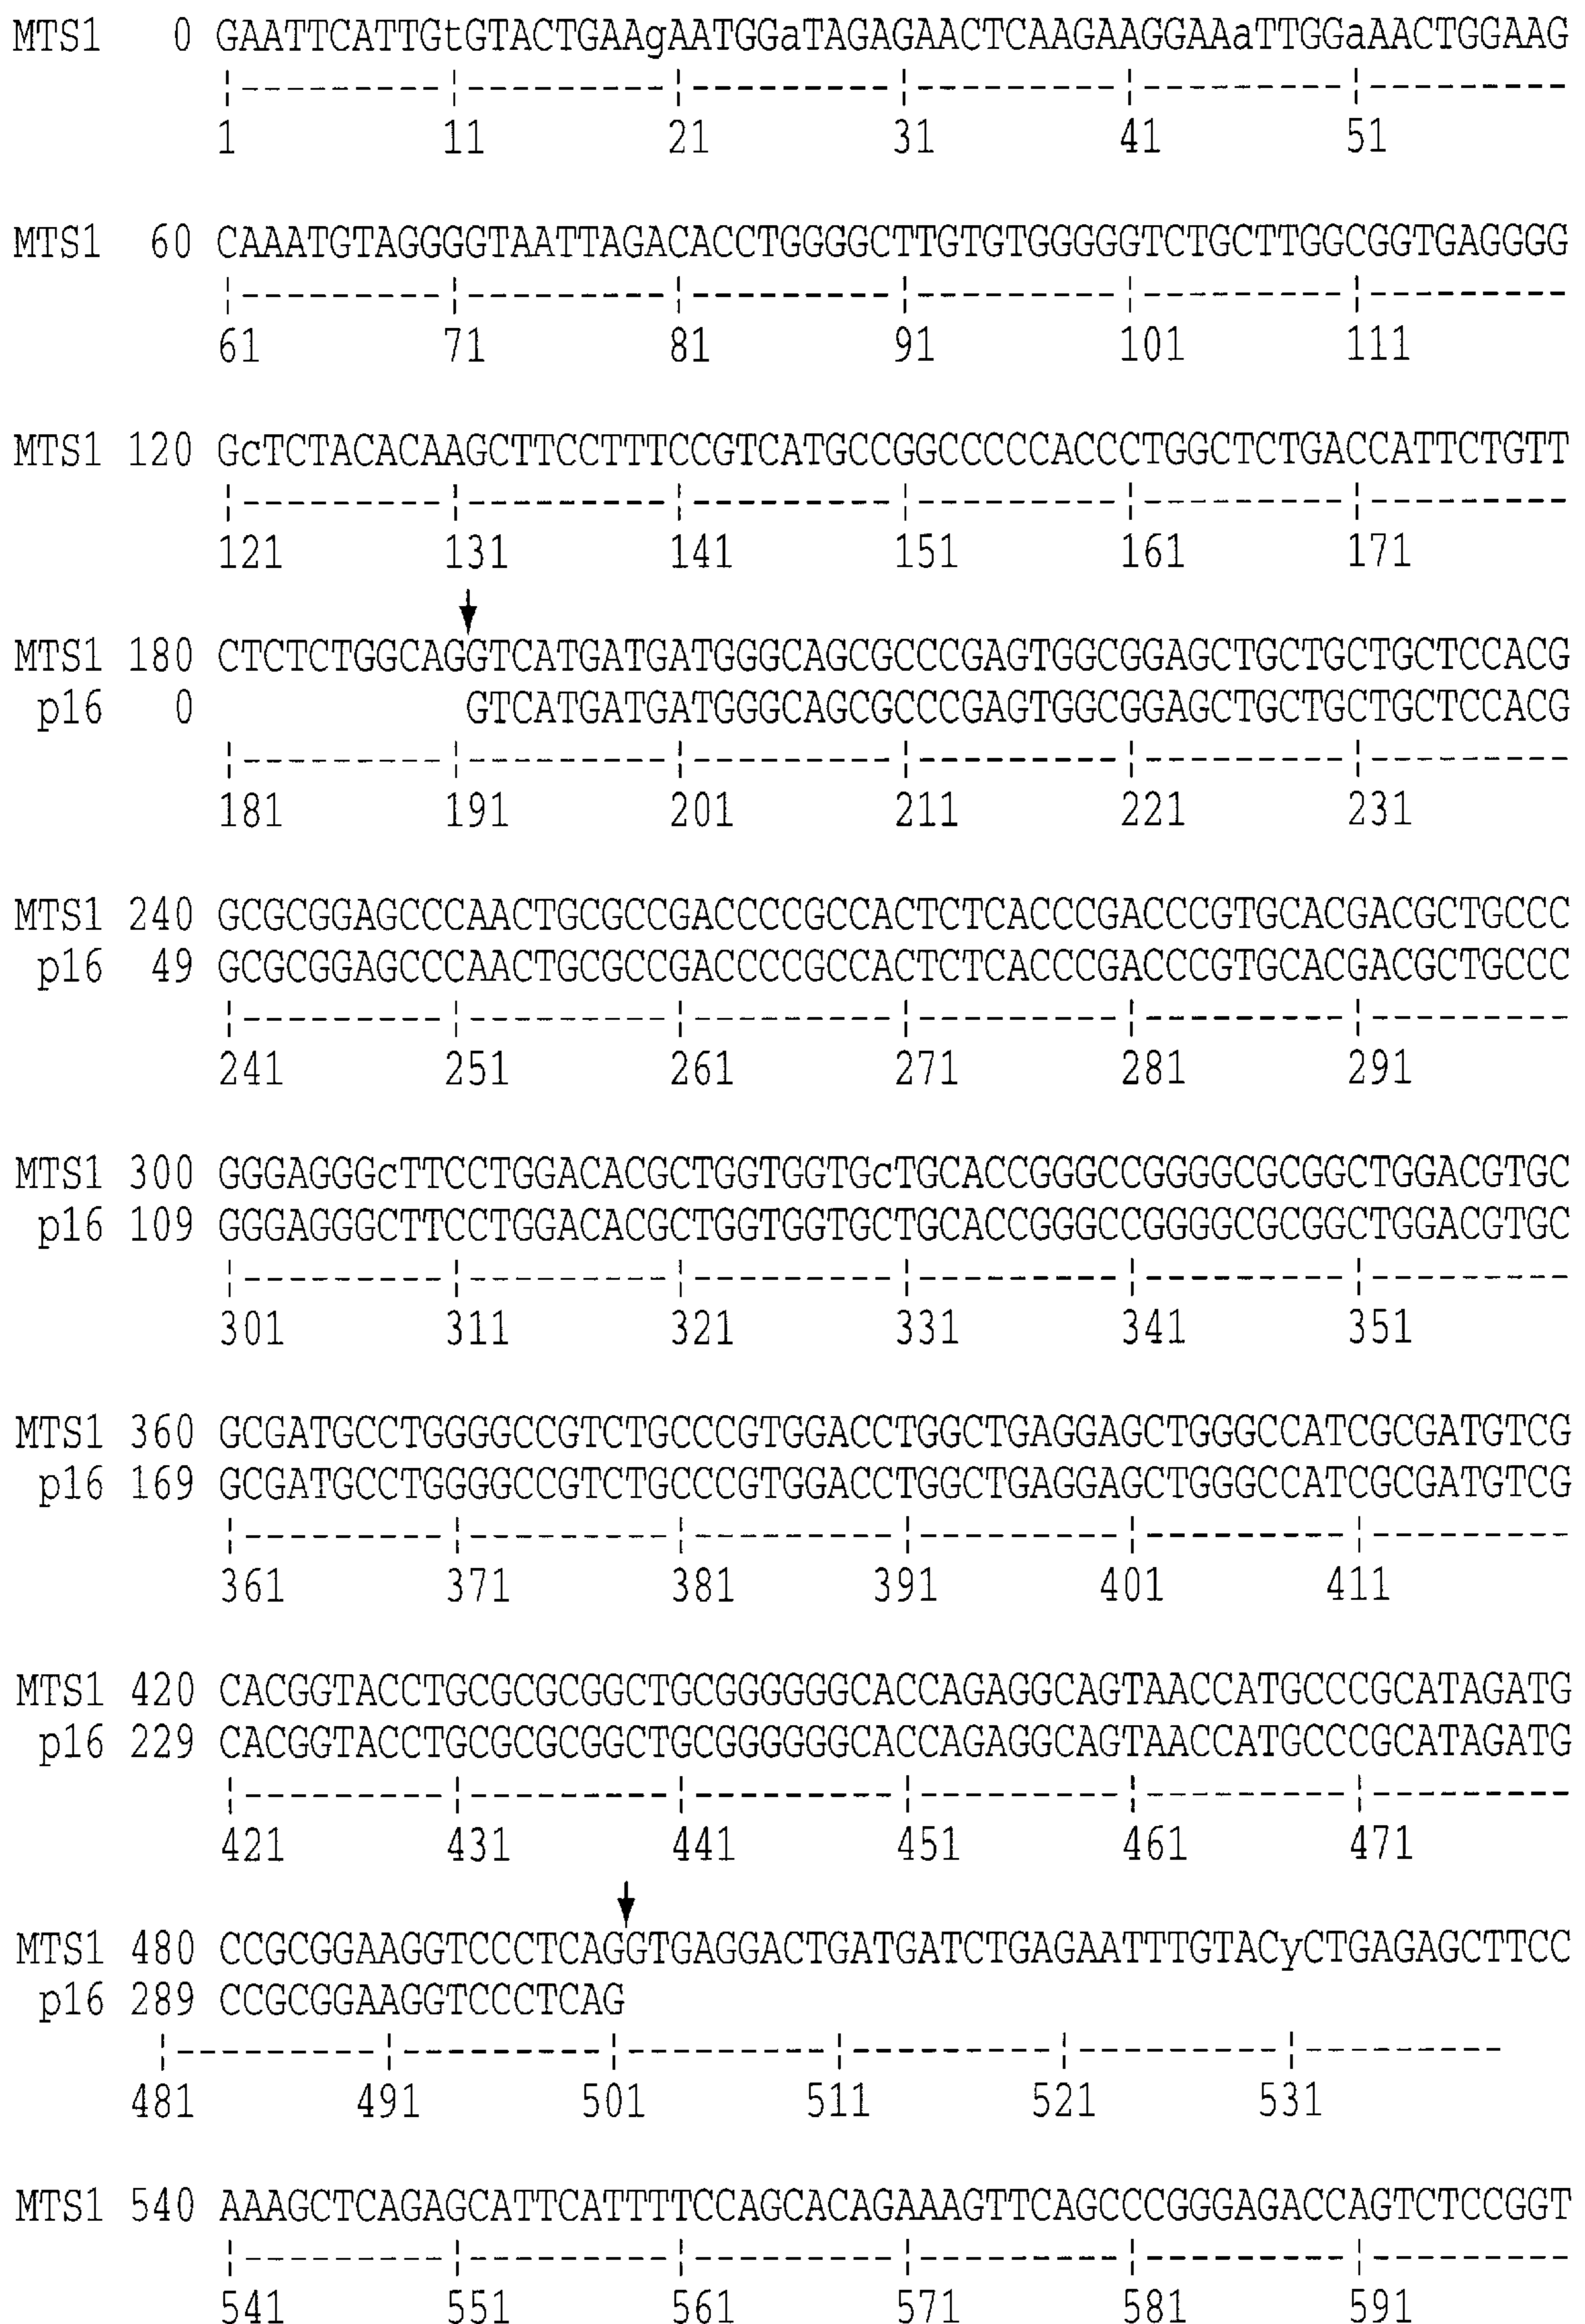 MTS1 0 GAATTCATTGtGTACTGAAgAATGGaTAGAGAACTCAAGAAGGAAaTTGGaAACTGGAAG
1 11 21 31 41 51
MTS1 60 CAAATGTAGGGGTAATTAGACACCTGGGGCTTGTGTGGGGGTCTGCTTGGCGGTGAGGGG
61 71 81 91 101 111
MTS1 120 GcTCTACACAAGCTTCCTTTCCGTCATGCCGGCCCCCACCCTGGCTCTGACCATTCTGTT
121 131 141 151 161 171
MTS1 180 CTCTCTGGCAGGTCATGATGATGGGCAGCGCCCGAGTGGCGGAGCTGCTGCTGCTCCACG
p16 0 GTCATGATGATGGGCAGCGCCCGAGTGGCGGAGCTGCTGCTGCTCCACG
181 191 201 211 221 231
MTS1 240 GCGCGGAGCCCAACTGCGCCGACCCCGCCACTCTCACCCGACCCGTGCACGACGCTGCCC
p16 49 GCGCGGAGCCCAACTGCGCCGACCCCGCCACTCTCACCCGACCCGTGCACGACGCTGCCC
241 251 261 271 281 291
MTS1 300 GGGAGGGcTTCCTGGACACGCTGGTGGTGcTGCACCGGGCCGGGGCGCGGCTGGACGTGC
p16 109 GGGAGGGCTTCCTGGACACGCTGGTGGTGCTGCACCGGGCCGGGGCGCGGCTGGACGTGC
301 311 321 331 341 351
MTS1 360 GCGATGCCTGGGGCCGTCTGCCCGTGGACCTGGCTGAGGAGCTGGGCCATCGCGATGTCG
p16 169 GCGATGCCTGGGGCCGTCTGCCCGTGGACCTGGCTGAGGAGCTGGGCCATCGCGATGTCG
361 371 381 391 401 411
MTS1 420 CACGGTACCTGCGCGCGGCTGCGGGGGGCACCAGAGGCAGTAACCATGCCCGCATAGATG
p16 229 CACGGTACCTGCGCGCGGCTGCGGGGGGCACCAGAGGCAGTAACCATGCCCGCATAGATG
421 431 441 451 461 471
MTS1 480 CCGCGGAAGGTCCCTCAGGTGAGGACTGATGATCTGAGAATTTGTACyCTGAGAGCTTCC
p16 289 CCGCGGAAGGTCCCTCAG
481 491 501 511 521 531
MTS1 540 AAAGCTCAGAGCATTCATTTTCCAGCACAGAAAGTTCAGCCCGGGAGACCAGTCTCCGGT
541 551 561 571 581 591